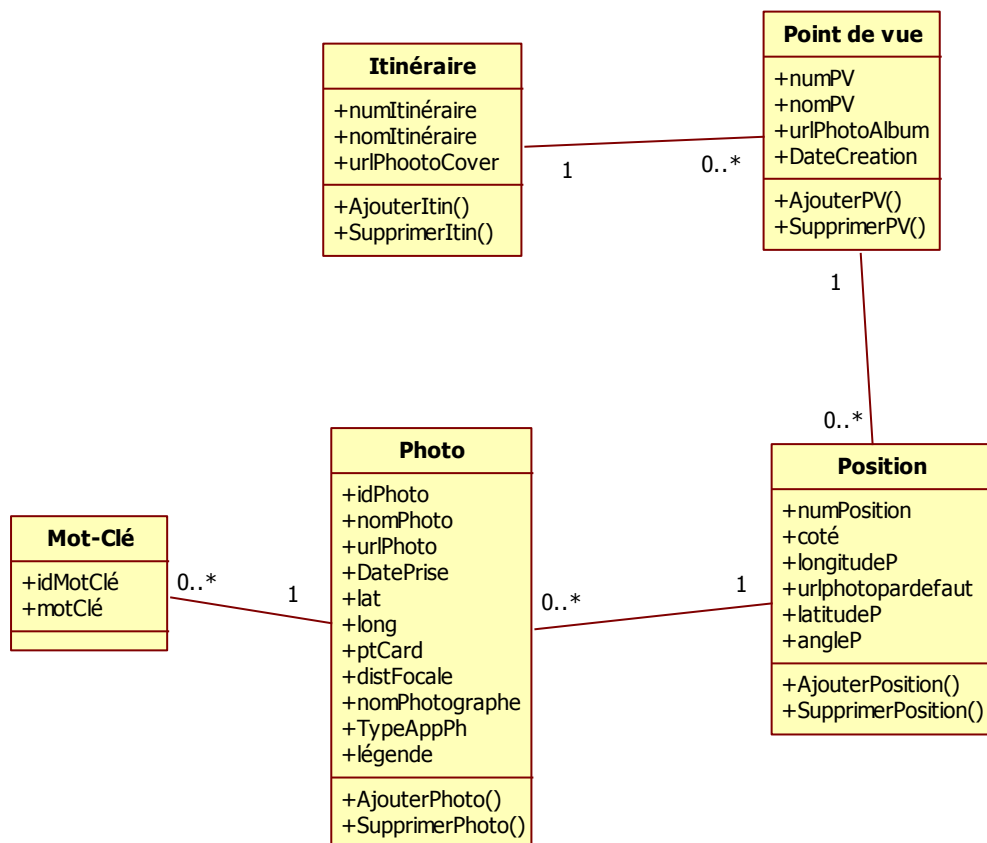 Itinéraire
+numItinéraire
+nomItinéraire
+urlPhootoCover
+AjouterItin()
+SupprimerItin()
1
0..*
Point de vue
+numPV
+nomPV
+urlPhotoAlbum
+DateCreation
+AjouterPV()
+SupprimerPV()
1
0..*
Mot-Clé
+idMotClé
+motClé
0..*
1
Photo
+idPhoto
+nomPhoto
+urlPhoto
+DatePrise
+lat
+long
+ptCard
+distFocale
+nomPhotographe
+TypeAppPh
+légende
+AjouterPhoto()
+SupprimerPhoto()
0..*
1
Position
+numPosition
+coté
+longitudeP
+urlphotopardefaut
+latitudeP
+angleP
+AjouterPosition()
+SupprimerPosition()